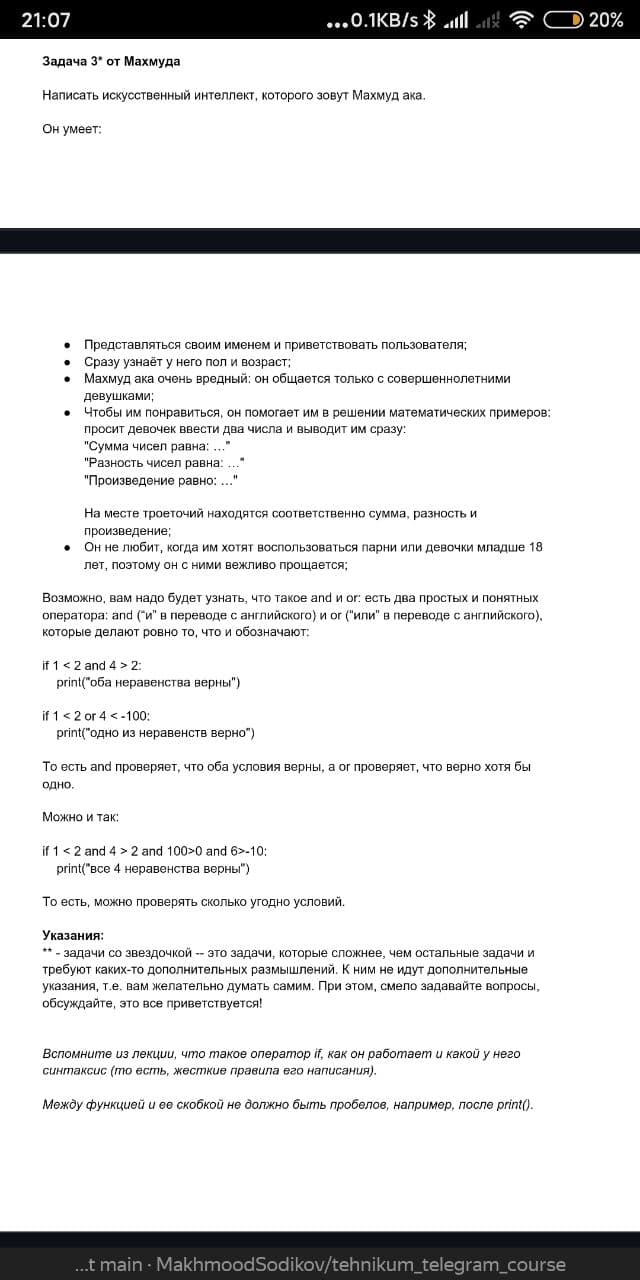 21:07
...0.1KB/s
20%
Задача 3* от Махмуда
Написать искусственный интеллект, которого зовут Махмуд ака.
Он умеет:
● Представляться своим именем и приветствовать пользователя;
● Сразу узнаёт у него пол и возраст;
● Махмуд ака очень вредный: он общается только с совершеннолетними
девушками;
● Чтобы им понравиться, он помогает им в решении математических примеров:
просит девочек ввести два числа и выводит им сразу:
"Сумма чисел равна: …"
"Разность чисел равна: …"
"Произведение равно: …"
На месте троеточий находятся соответственно сумма, разность и
произведение;
● Он не любит, когда им хотят воспользоваться парни или девочки младше 18
лет, поэтому он с ними вежливо прощается;
Возможно, вам надо будет узнать, что такое and и or: есть два простых и понятных
оператора: and (“и” в переводе с английского) и or (“или” в переводе с английского),
которые делают ровно то, что и обозначают:
if 1 < 2 and 4 > 2:
print("оба неравенства верны")
if 1 < 2 or 4 < -100:
print("одно из неравенств верно")
То есть and проверяет, что оба условия верны, а or проверяет, что верно хотя бы
одно.
Можно и так:
if 1 < 2 and 4 > 2 and 100>0 and 6>-10:
print("все 4 неравенства верны")
То есть, можно проверять сколько угодно условий.
Указания:
** - задачи со звездочкой -- это задачи, которые сложнее, чем остальные задачи и
требуют каких-то дополнительных размышлений. К ним не идут дополнительные
указания, т.е. вам желательно думать самим. При этом, смело задавайте вопросы,
обсуждайте, это все приветствуется!
Вспомните из лекции, что такое оператор if, как он работает и какой у него
синтаксис (то есть, жесткие правила его написания).
Между функцией и ее скобкой не должно быть пробелов, например, после print().
...t main · MakhmoodSodikov/tehnikum_telegram_course